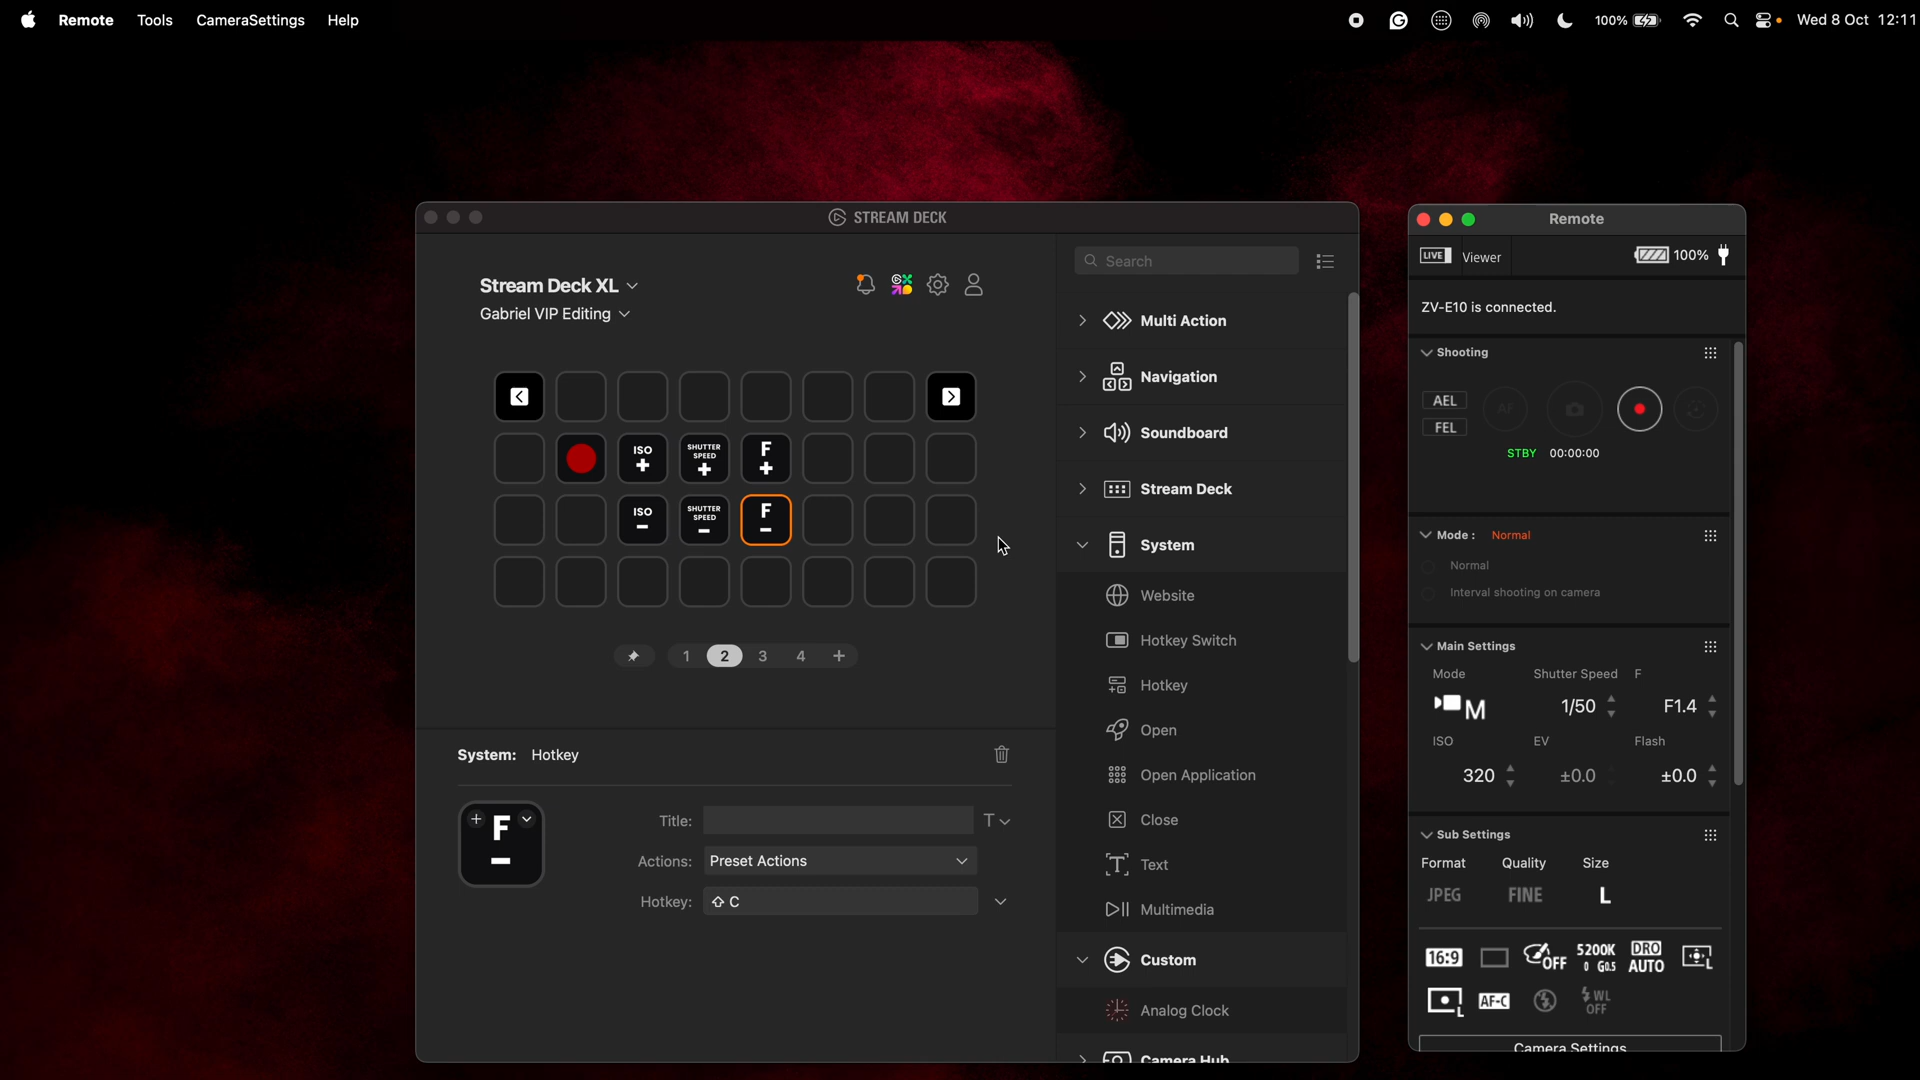 Remote Tools CameraSettings Help 100% Wed 8 Oct 12:11
STREAM DECK
Stream Deck XL
Gabriel VIP Editing
ISO
+
SHUTTER
SPEED
+
F
+
ISO
−
SHUTTER
SPEED
−
F
−
1 2 3 4 +
System: Hotkey
F
−
Title:
T
Actions: Preset Actions
Hotkey: ⇧ C
Search
Multi Action
Navigation
Soundboard
Stream Deck
System
Website
Hotkey Switch
Hotkey
Open
Open Application
Close
Text
Multimedia
Custom
Analog Clock
Camera Hub
Remote
LIVE Viewer 100%
ZV-E10 is connected.
Shooting
AEL AF
FEL
STBY 00:00:00
Mode : Normal
Normal
Interval shooting on camera
Main Settings
Mode Shutter Speed F
M 1/50 F1.4
ISO EV Flash
320 ±0.0 ±0.0
Sub Settings
Format Quality Size
JPEG FINE L
16:9 OFF 5200K 0 G0.5 DRO AUTO L
L AF-C WL OFF
Camera Settings